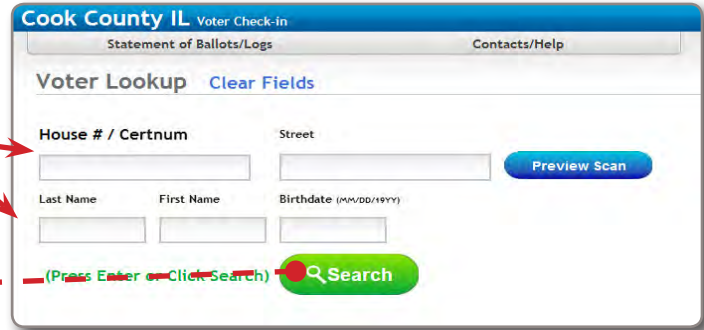 Cook County IL Voter Check-in
Statement of Ballots/Logs Contacts/Help
Voter Lookup Clear Fields
House # / Certnum Street
Preview Scan
Last Name First Name Birthdate (MM/DD/19YY)
(Press Enter or Click Search) Search